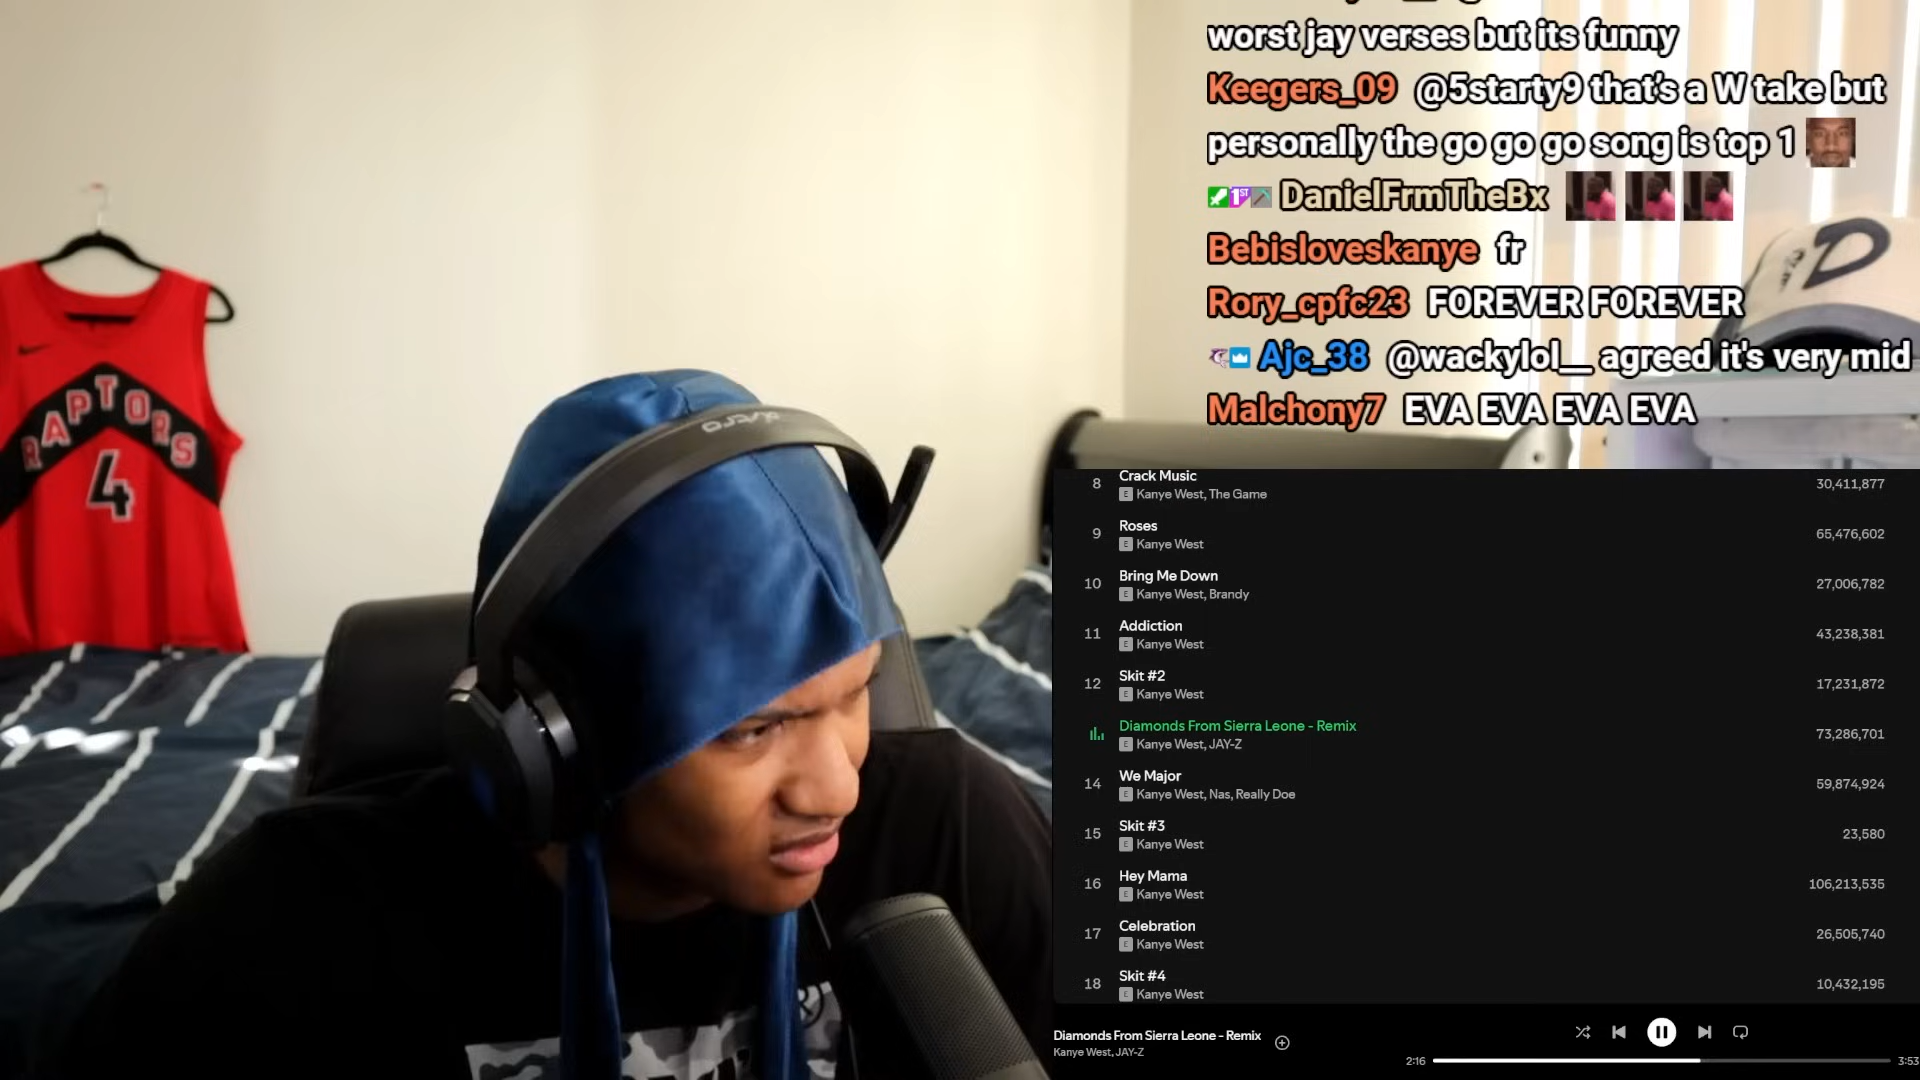 worst jay verses but its funny
Keegers_09 @5starty9 that's a W take but
personally the go go go song is top 1
1ST DanielFrmTheBx
Bebisloveskanye fr
Rory_cpfc23 FOREVER FOREVER
Ajc_38 @wackylol__ agreed it's very mid
Malchony7 EVA EVA EVA EVA
RAPTORS
4
D
8 Crack Music 30,411,877
E Kanye West, The Game
9 Roses 65,476,602
E Kanye West
10 Bring Me Down 27,006,782
E Kanye West, Brandy
11 Addiction 43,238,381
E Kanye West
12 Skit #2 17,231,872
E Kanye West
Diamonds From Sierra Leone - Remix 73,286,701
E Kanye West, JAY-Z
14 We Major 59,874,924
E Kanye West, Nas, Really Doe
15 Skit #3 23,580
E Kanye West
16 Hey Mama 106,213,535
E Kanye West
17 Celebration 26,505,740
E Kanye West
18 Skit #4 10,432,195
E Kanye West
Diamonds From Sierra Leone - Remix
Kanye West, JAY-Z
2:16 3:53